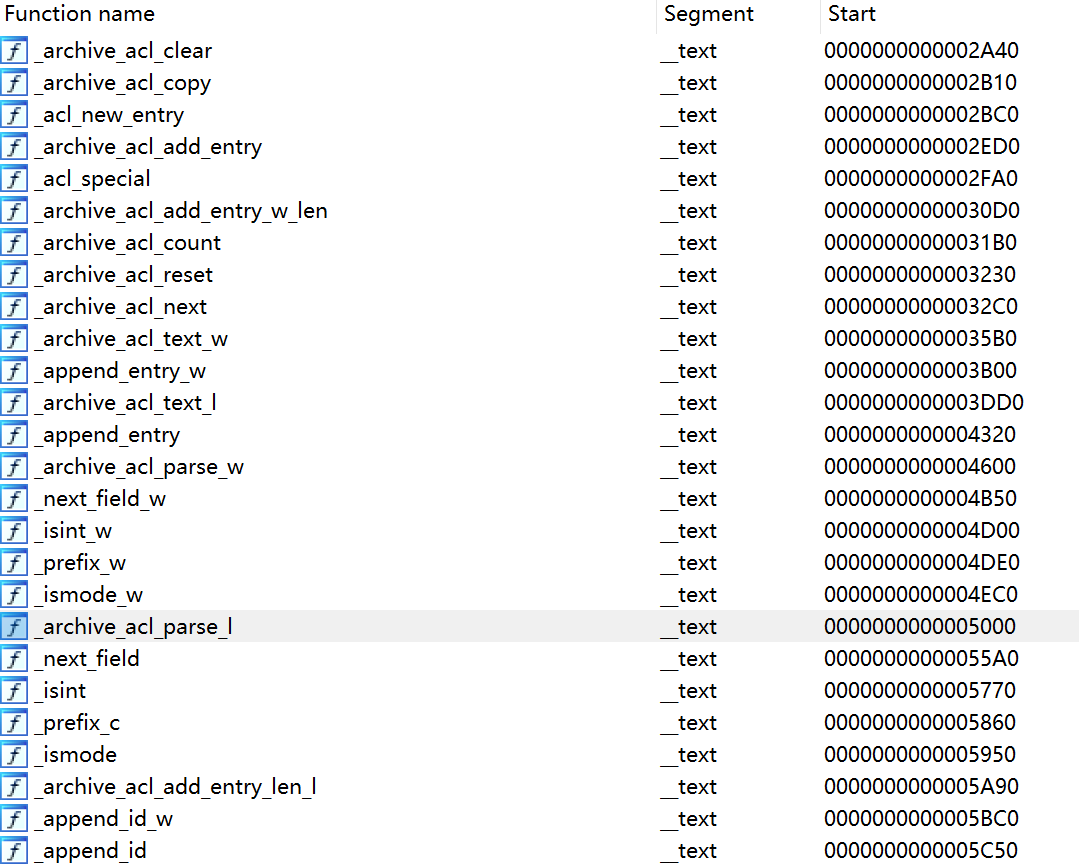 Function name Segment Start
f _archive_acl_clear __text 0000000000002A40
f _archive_acl_copy __text 0000000000002B10
f _acl_new_entry __text 0000000000002BC0
f _archive_acl_add_entry __text 0000000000002ED0
f _acl_special __text 0000000000002FA0
f _archive_acl_add_entry_w_len __text 00000000000030D0
f _archive_acl_count __text 00000000000031B0
f _archive_acl_reset __text 0000000000003230
f _archive_acl_next __text 00000000000032C0
f _archive_acl_text_w __text 00000000000035B0
f _append_entry_w __text 0000000000003B00
f _archive_acl_text_l __text 0000000000003DD0
f _append_entry __text 0000000000004320
f _archive_acl_parse_w __text 0000000000004600
f _next_field_w __text 0000000000004B50
f _isint_w __text 0000000000004D00
f _prefix_w __text 0000000000004DE0
f _ismode_w __text 0000000000004EC0
f _archive_acl_parse_l __text 0000000000005000
f _next_field __text 00000000000055A0
f _isint __text 0000000000005770
f _prefix_c __text 0000000000005860
f _ismode __text 0000000000005950
f _archive_acl_add_entry_len_l __text 0000000000005A90
f _append_id_w __text 0000000000005BC0
f _append_id __text 0000000000005C50